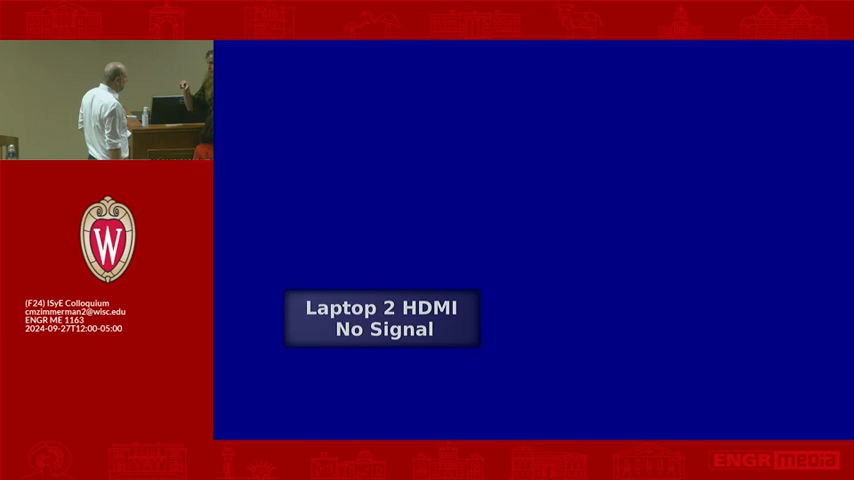 W
(F24) ISyE Colloquium
cmzimmerman2@wisc.edu
ENGR ME 1163
2024-09-27T12:00-05:00
Laptop 2 HDMI
No Signal
ENGR media